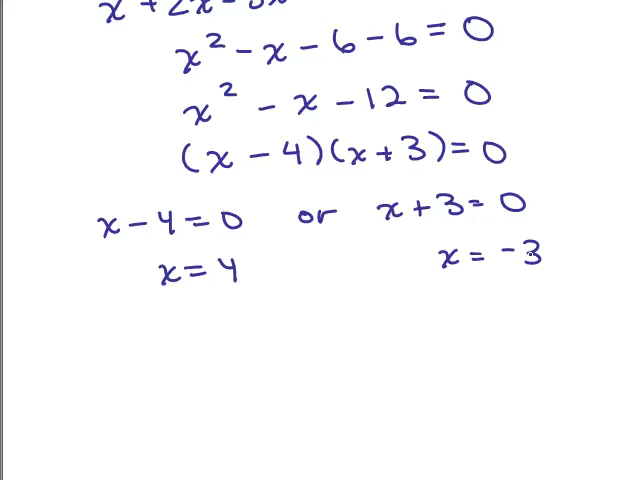 x² - x - 6 - 6 = 0
x² - x - 12 = 0
(x - 4)(x + 3) = 0
x - 4 = 0 or x + 3 = 0
x = 4 x = -3